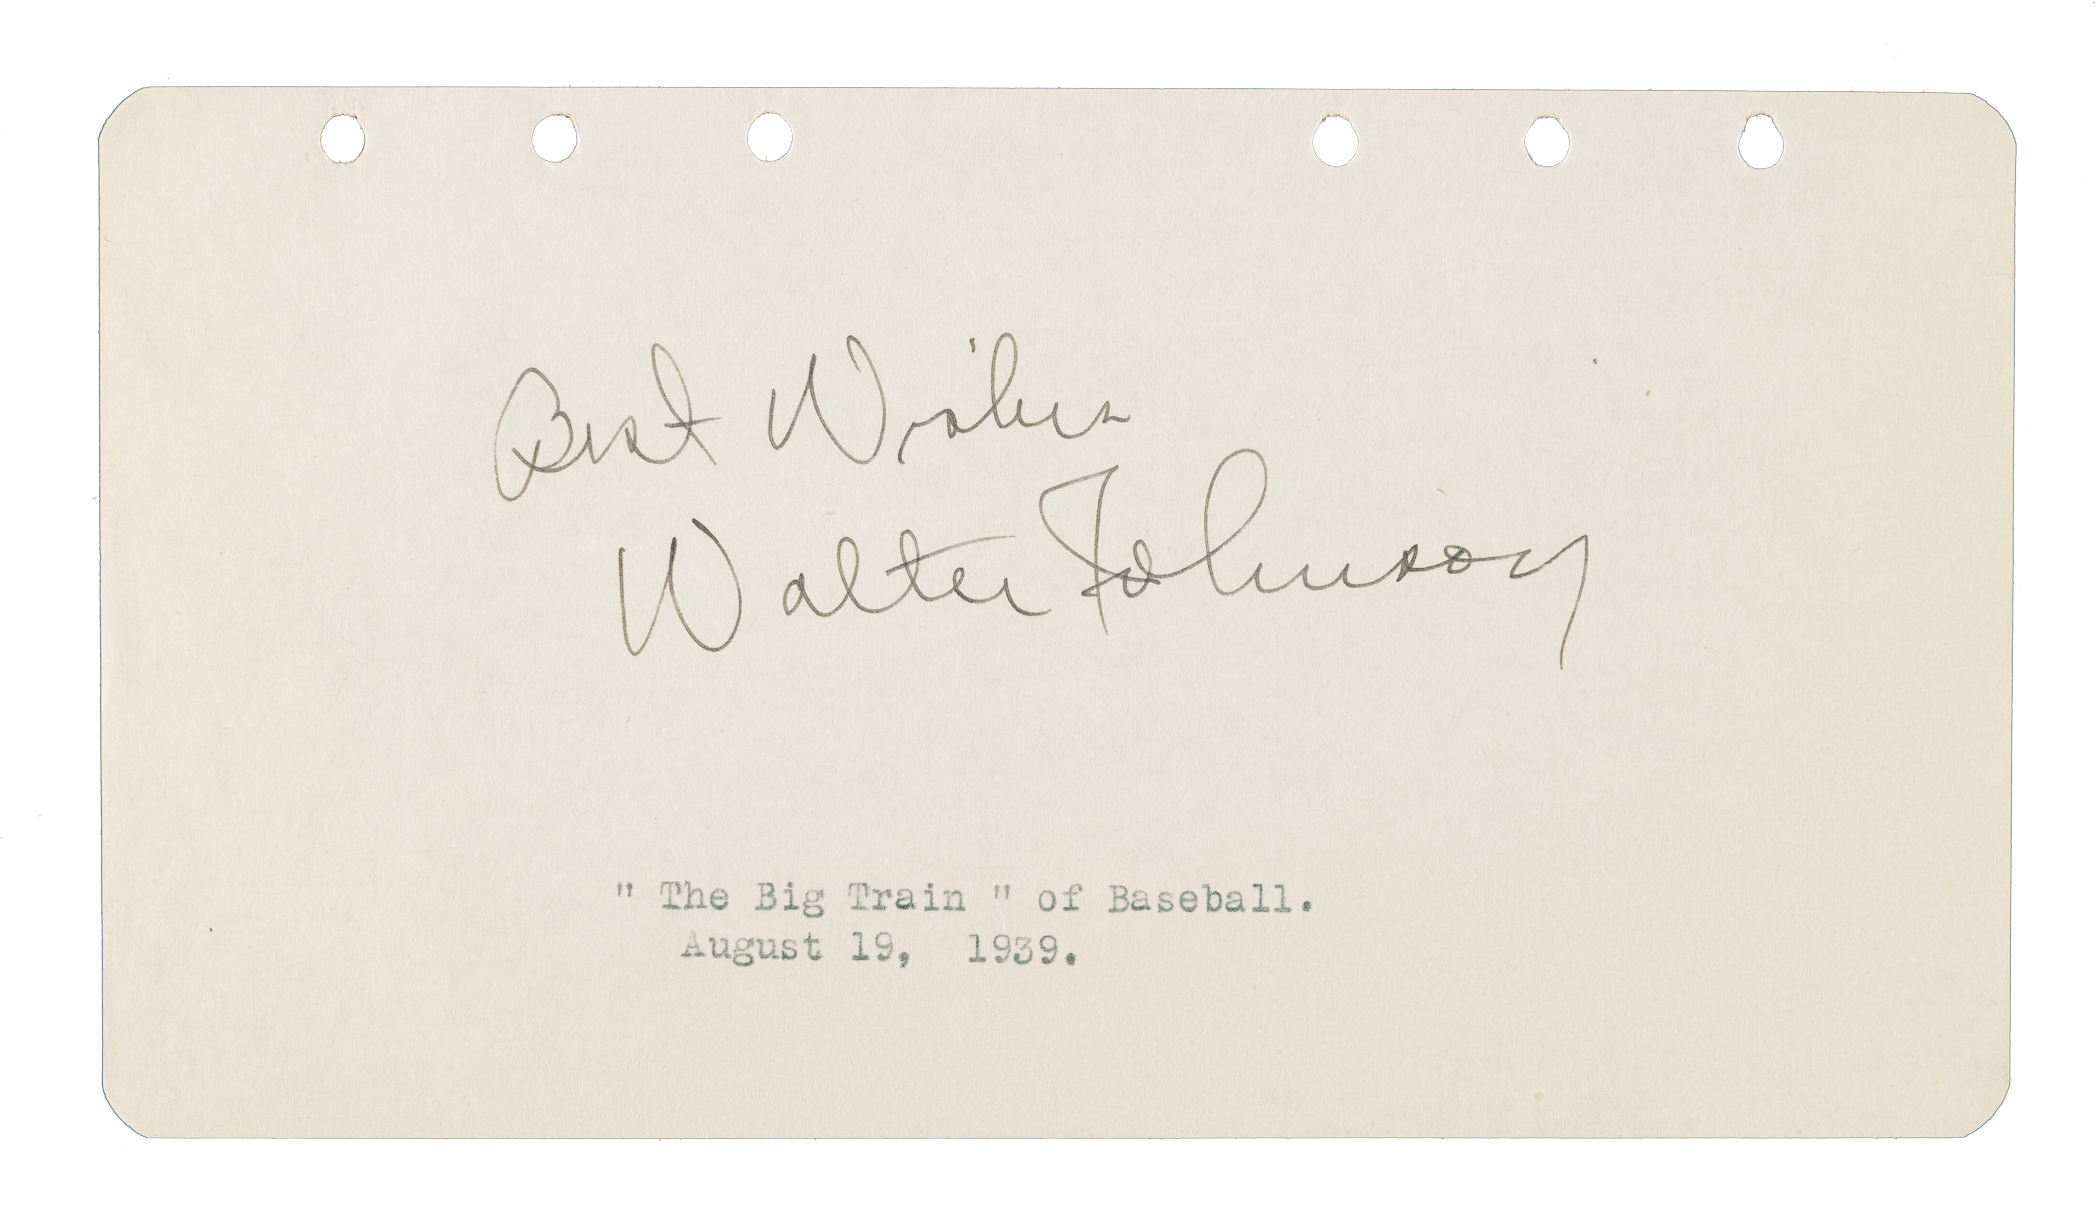 Best Wishes
Walter Johnson
" The Big Train " of Baseball.
August 19, 1939.